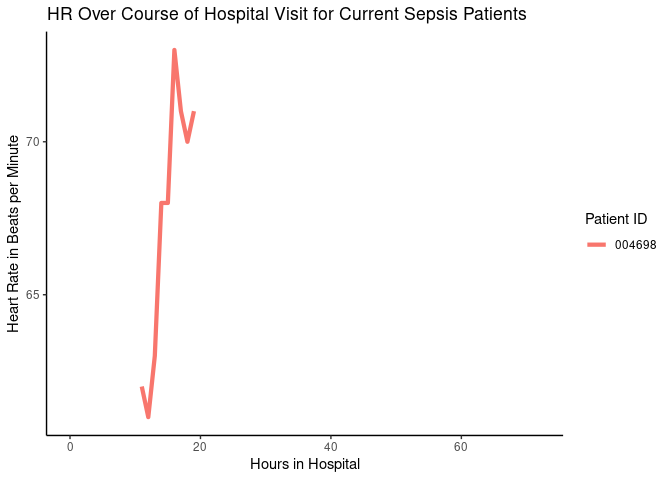 HR Over Course of Hospital Visit for Current Sepsis Patients
70
65
Heart Rate in Beats per Minute
0 20 40 60
Hours in Hospital
Patient ID
004698